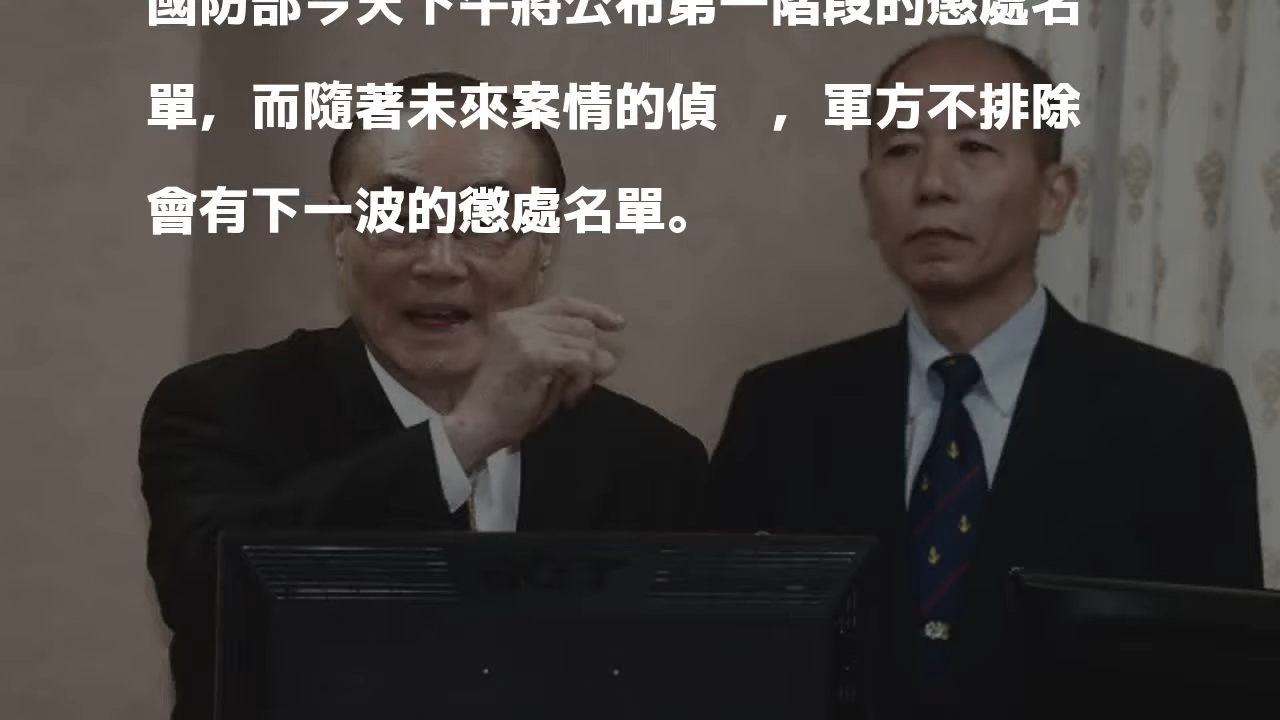 國防部今天下午將公布第一階段的懲處名
單，而隨著未來案情的偵　，軍方不排除
會有下一波的懲處名單。